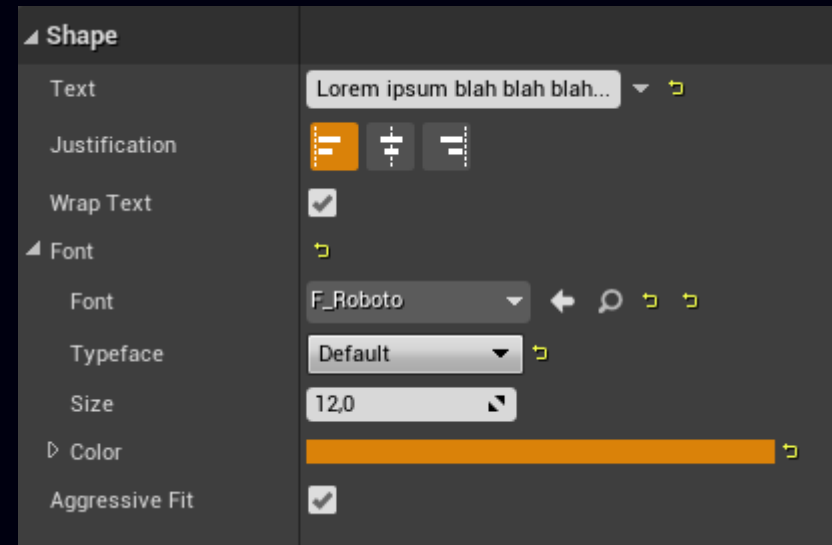 Shape
Text Lorem ipsum blah blah blah...
Justification
Wrap Text
Font
Font F_Roboto
Typeface Default
Size 12,0
Color
Aggressive Fit